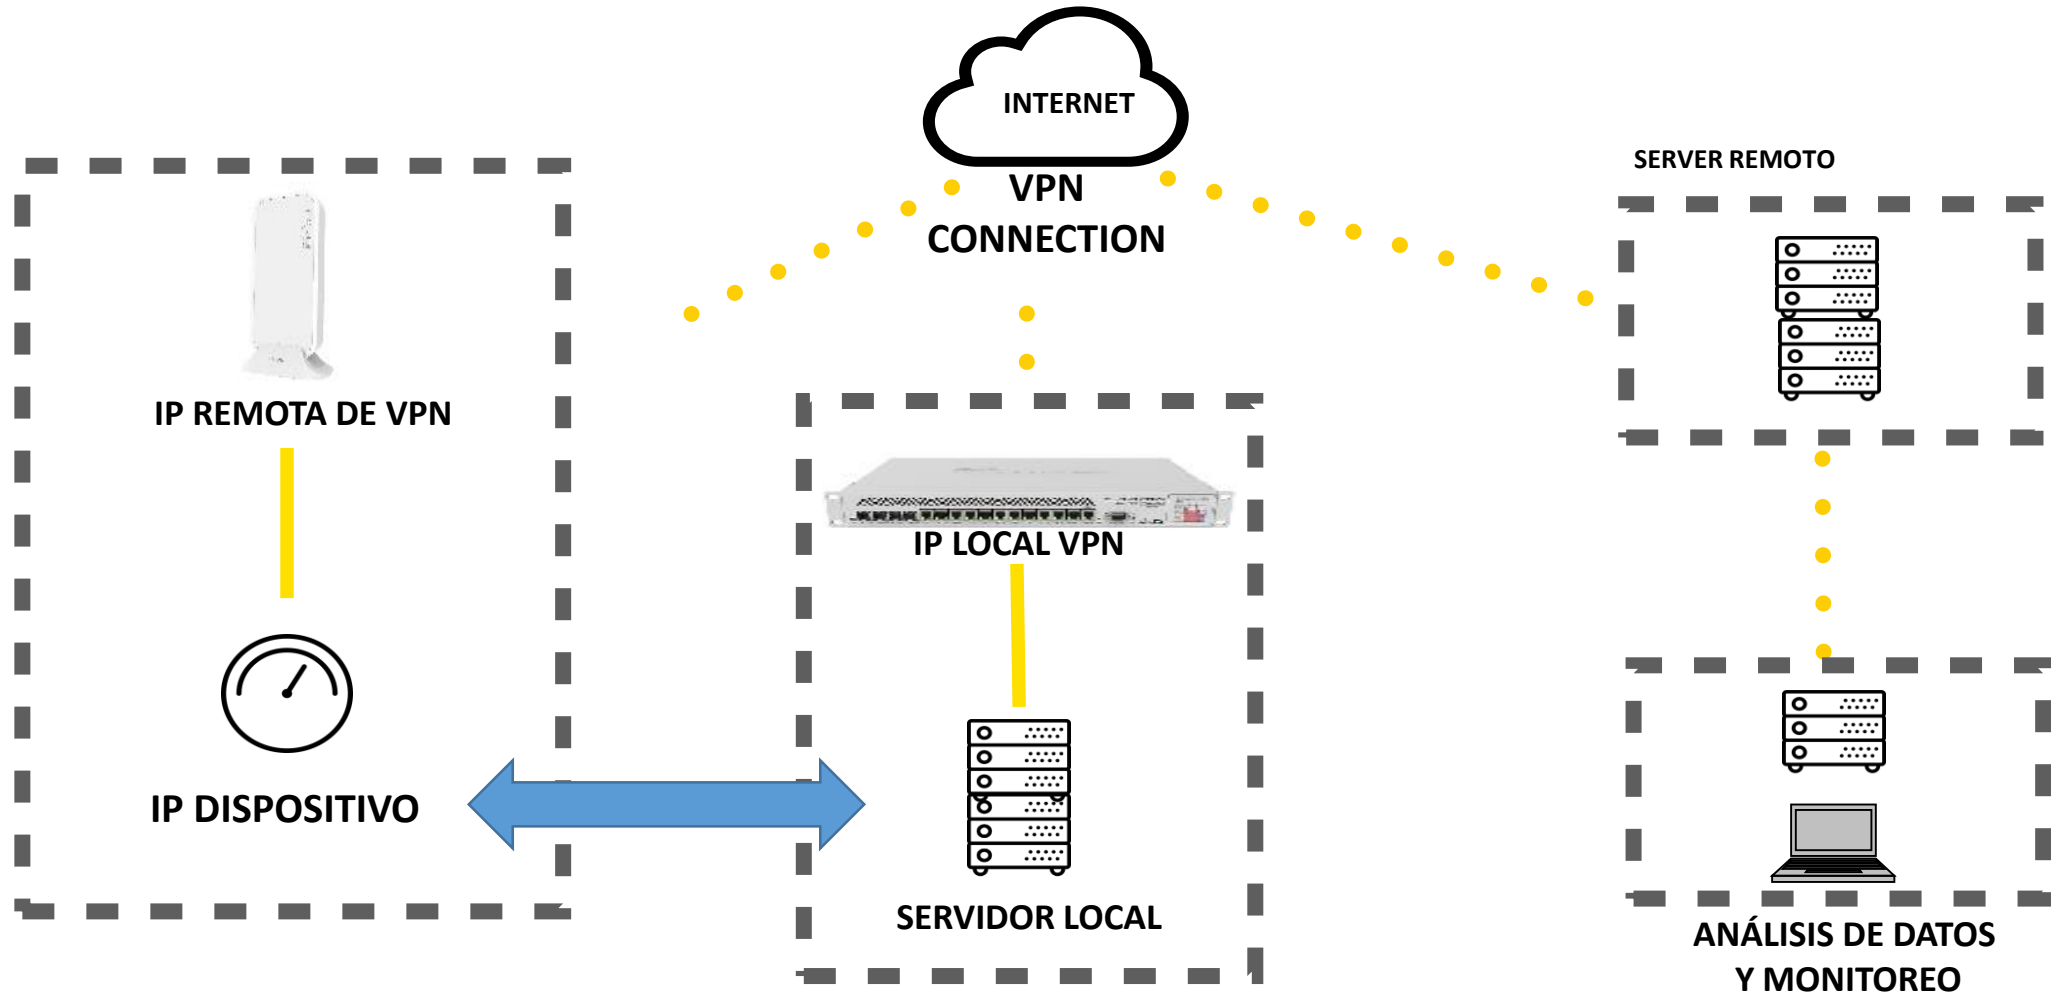 INTERNET
VPN
CONNECTION
SERVER REMOTO
IP REMOTA DE VPN
IP LOCAL VPN
IP DISPOSITIVO
SERVIDOR LOCAL
ANÁLISIS DE DATOS
Y MONITOREO